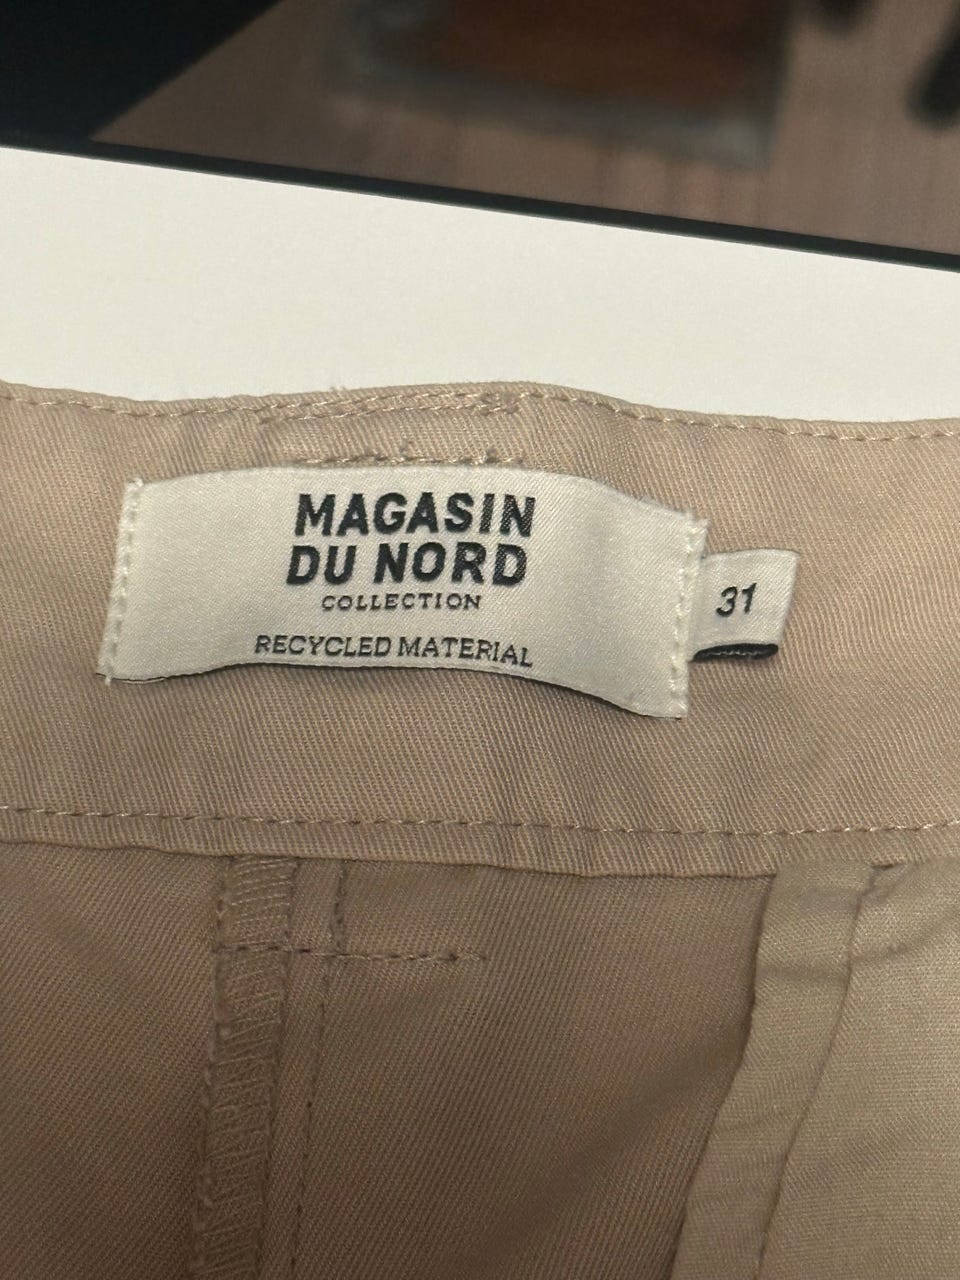 MAGASIN
DU NORD
COLLECTION
RECYCLED MATERIAL
31